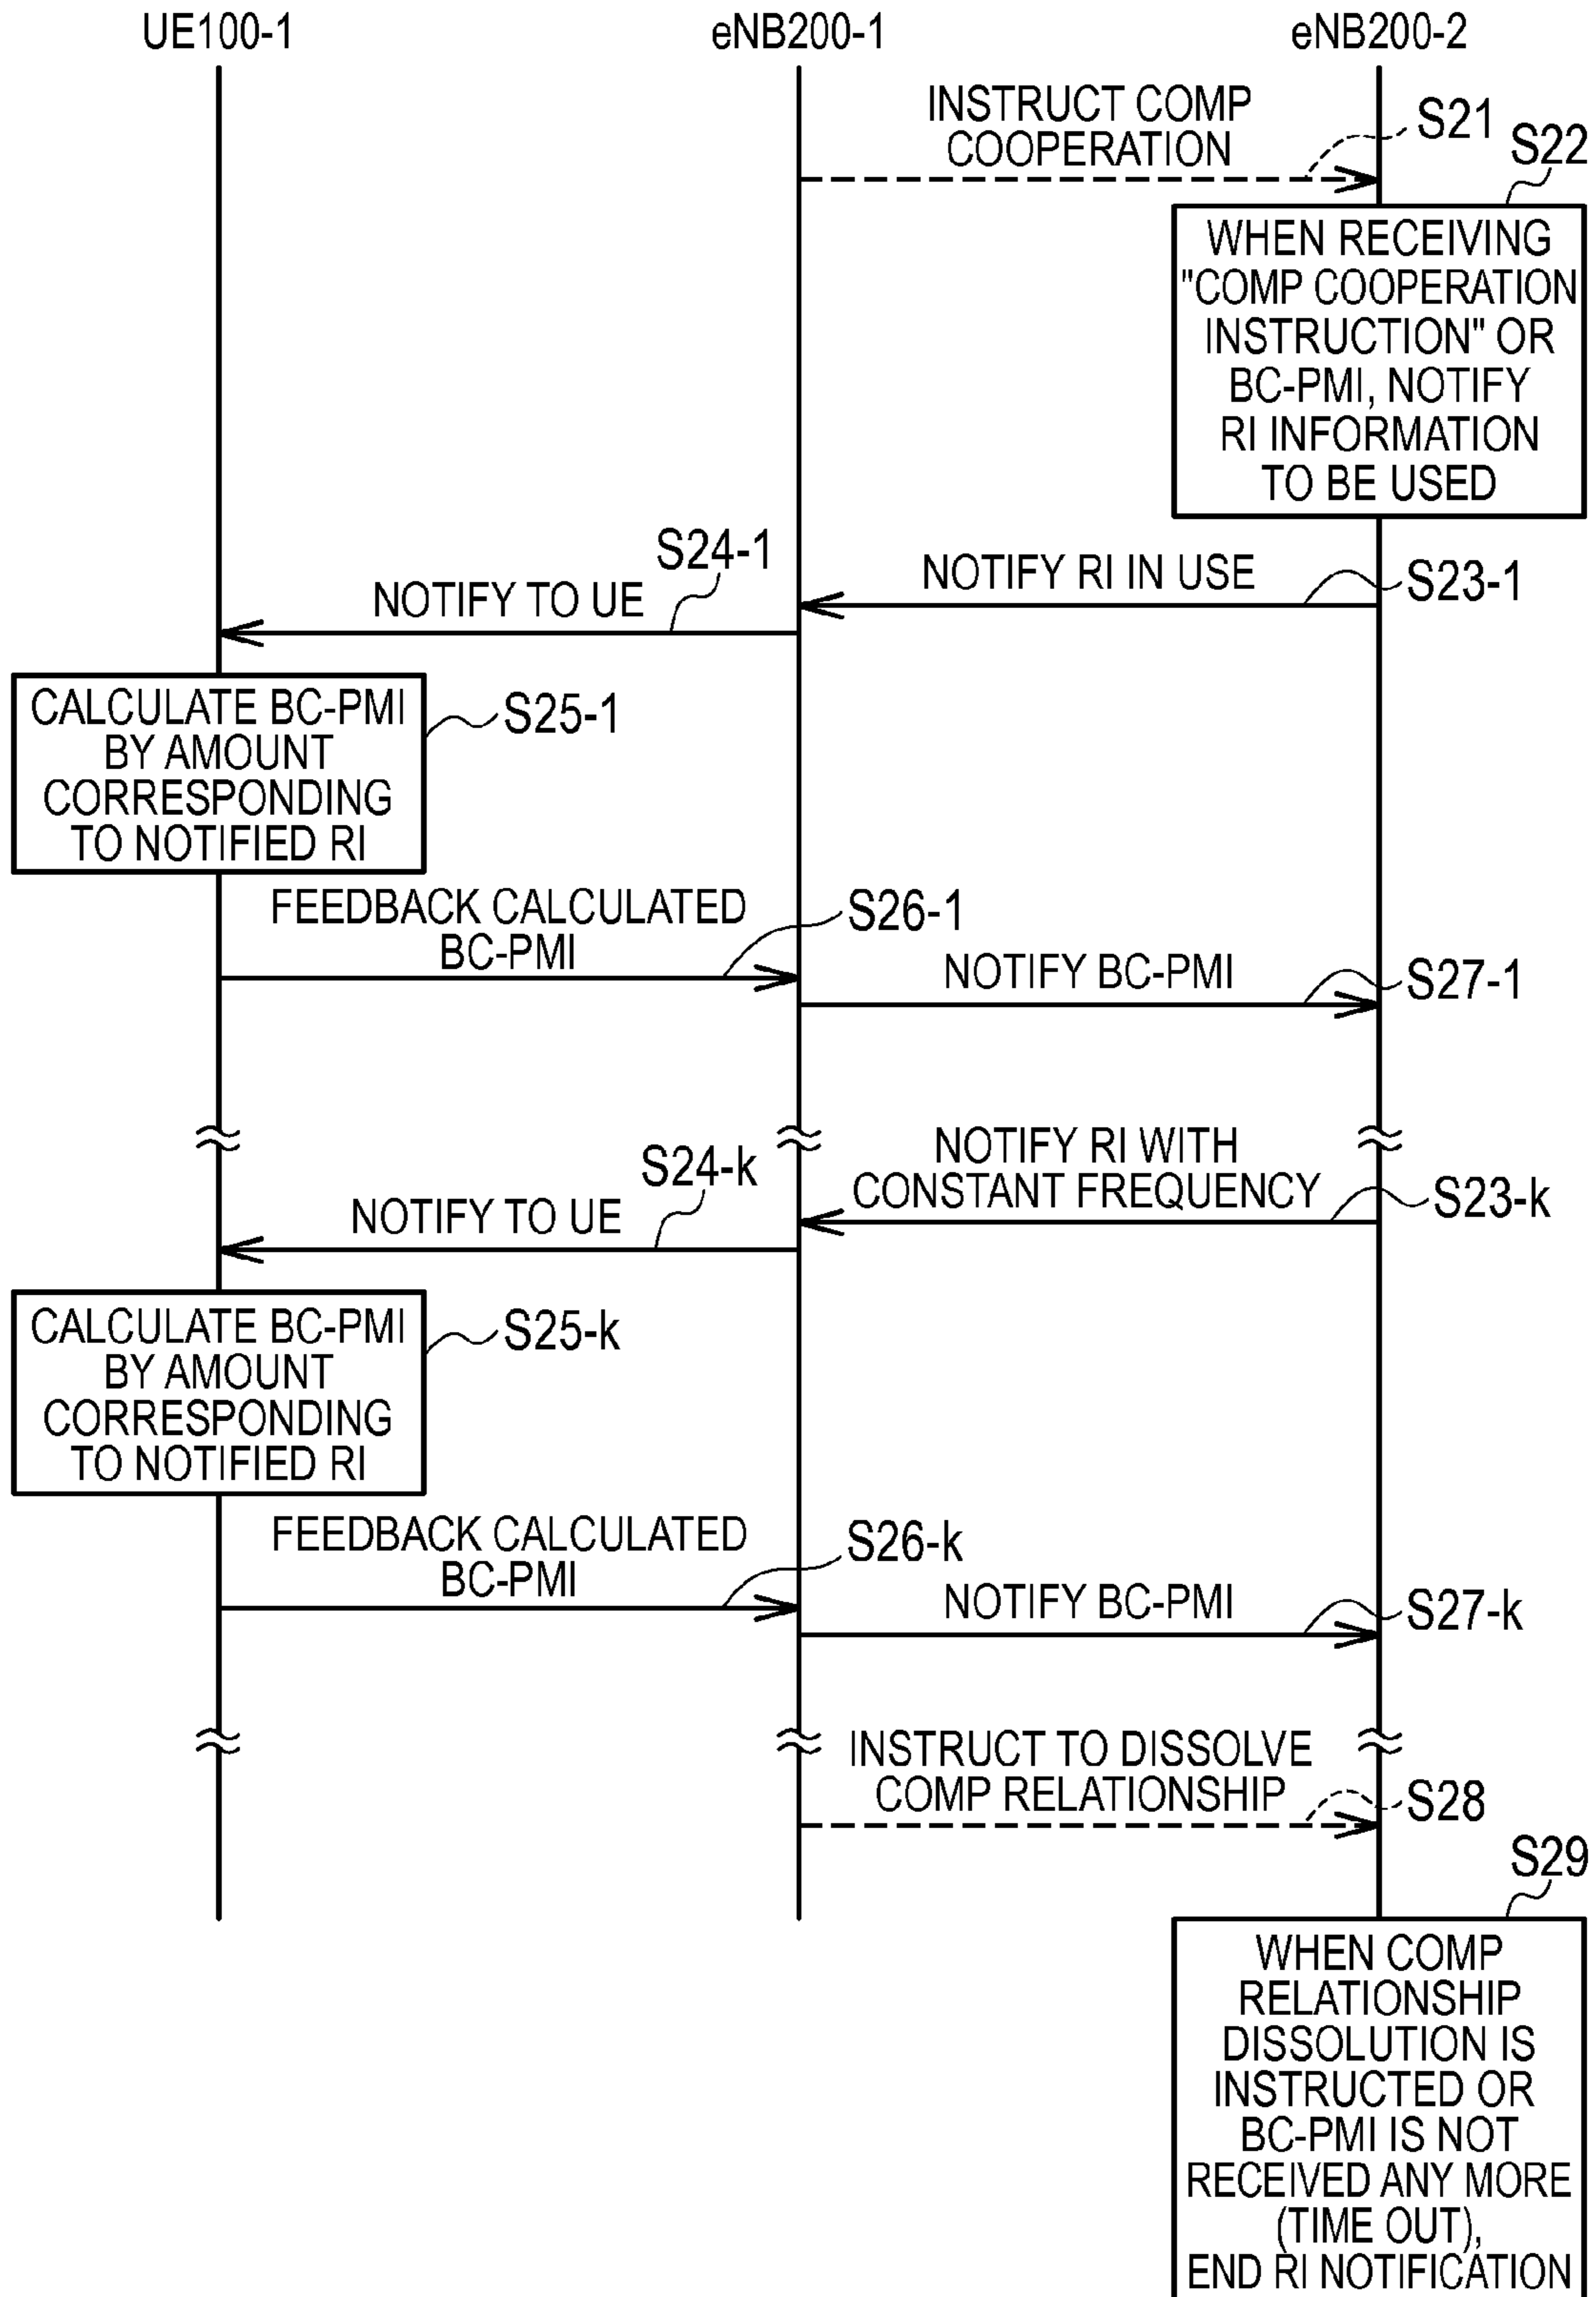 UE100-1
eNB200-1
eNB200-2
INSTRUCT COMP
COOPERATION
S21
S22
WHEN RECEIVING
"COMP COOPERATION
INSTRUCTION" OR
BC-PMI, NOTIFY
RI INFORMATION
TO BE USED
NOTIFY RI IN USE
S23-1
S24-1
NOTIFY TO UE
CALCULATE BC-PMI
BY AMOUNT
CORRESPONDING
TO NOTIFIED RI
S25-1
FEEDBACK CALCULATED
BC-PMI
S26-1
NOTIFY BC-PMI
S27-1
NOTIFY RI WITH
CONSTANT FREQUENCY
S23-k
S24-k
NOTIFY TO UE
CALCULATE BC-PMI
BY AMOUNT
CORRESPONDING
TO NOTIFIED RI
S25-k
FEEDBACK CALCULATED
BC-PMI
S26-k
NOTIFY BC-PMI
S27-k
INSTRUCT TO DISSOLVE
COMP RELATIONSHIP
S28
S29
WHEN COMP
RELATIONSHIP
DISSOLUTION IS
INSTRUCTED OR
BC-PMI IS NOT
RECEIVED ANY MORE
(TIME OUT),
END RI NOTIFICATION